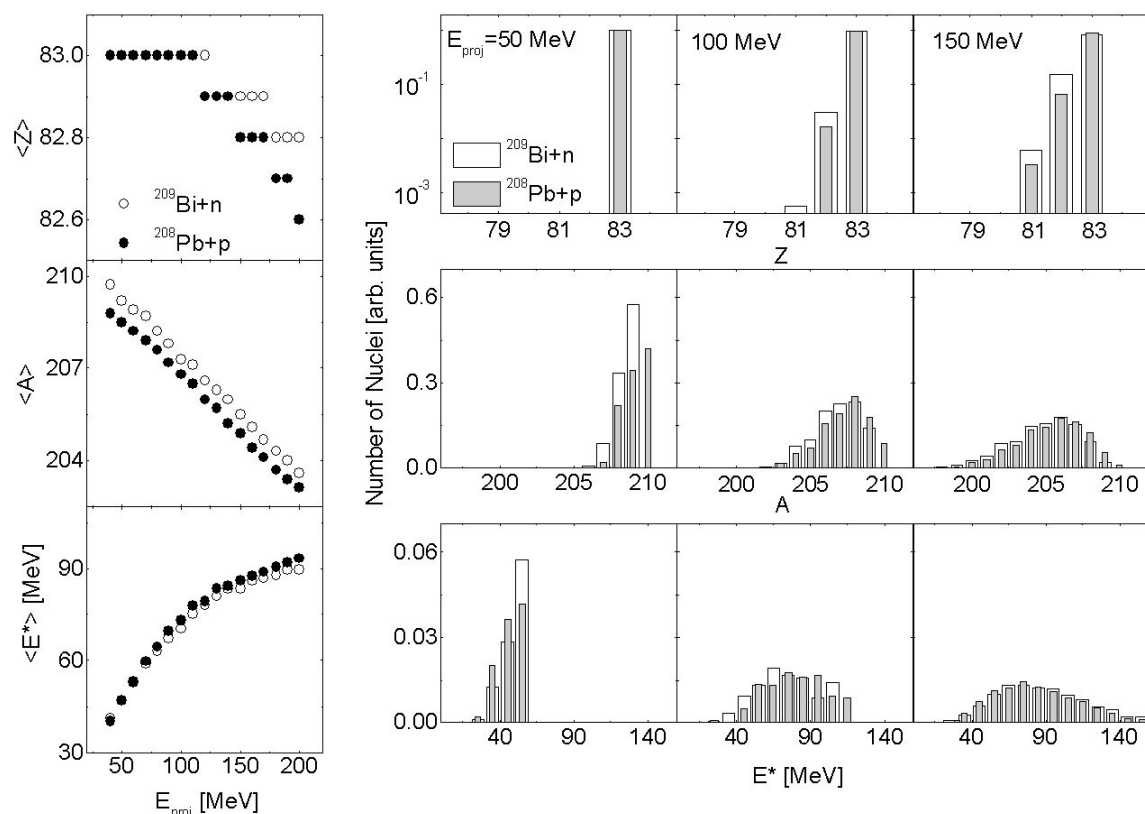 <Z>
83.0
82.8
82.6
209Bi+n
208Pb+p
<A>
210
207
204
<E*> [MeV]
90
60
30
50 100 150 200
E_proj [MeV]
Number of Nuclei [arb. units]
E_proj=50 MeV
100 MeV
150 MeV
10^-1
10^-3
209Bi+n
208Pb+p
79 81 83 79 81 83 79 81 83
Z
0.6
0.3
0.0
200 205 210 200 205 210 200 205 210
A
0.06
0.03
0.00
40 90 140 40 90 140 40 90 140
E* [MeV]